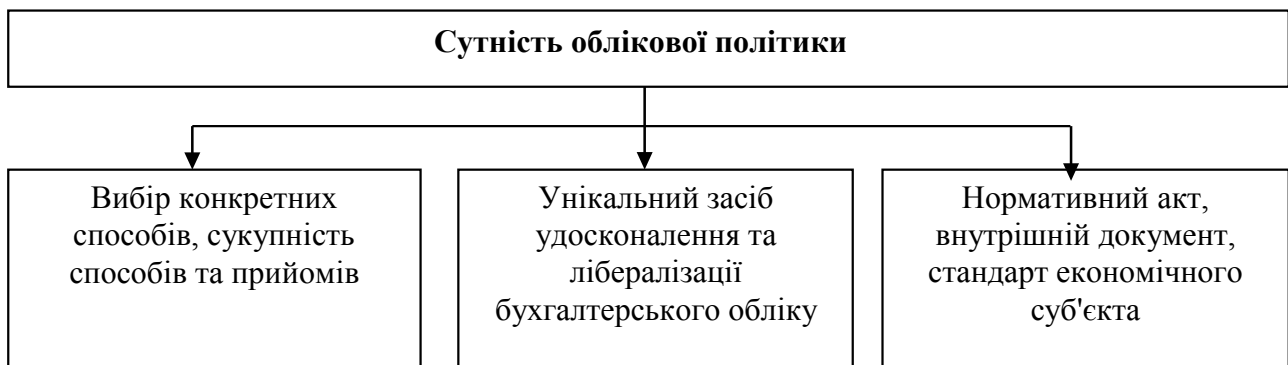 Сутність облікової політики
Вибір конкретних
способів, сукупність
способів та прийомів
Унікальний засіб
удосконалення та
лібералізації
бухгалтерського обліку
Нормативний акт,
внутрішній документ,
стандарт економічного
суб'єкта